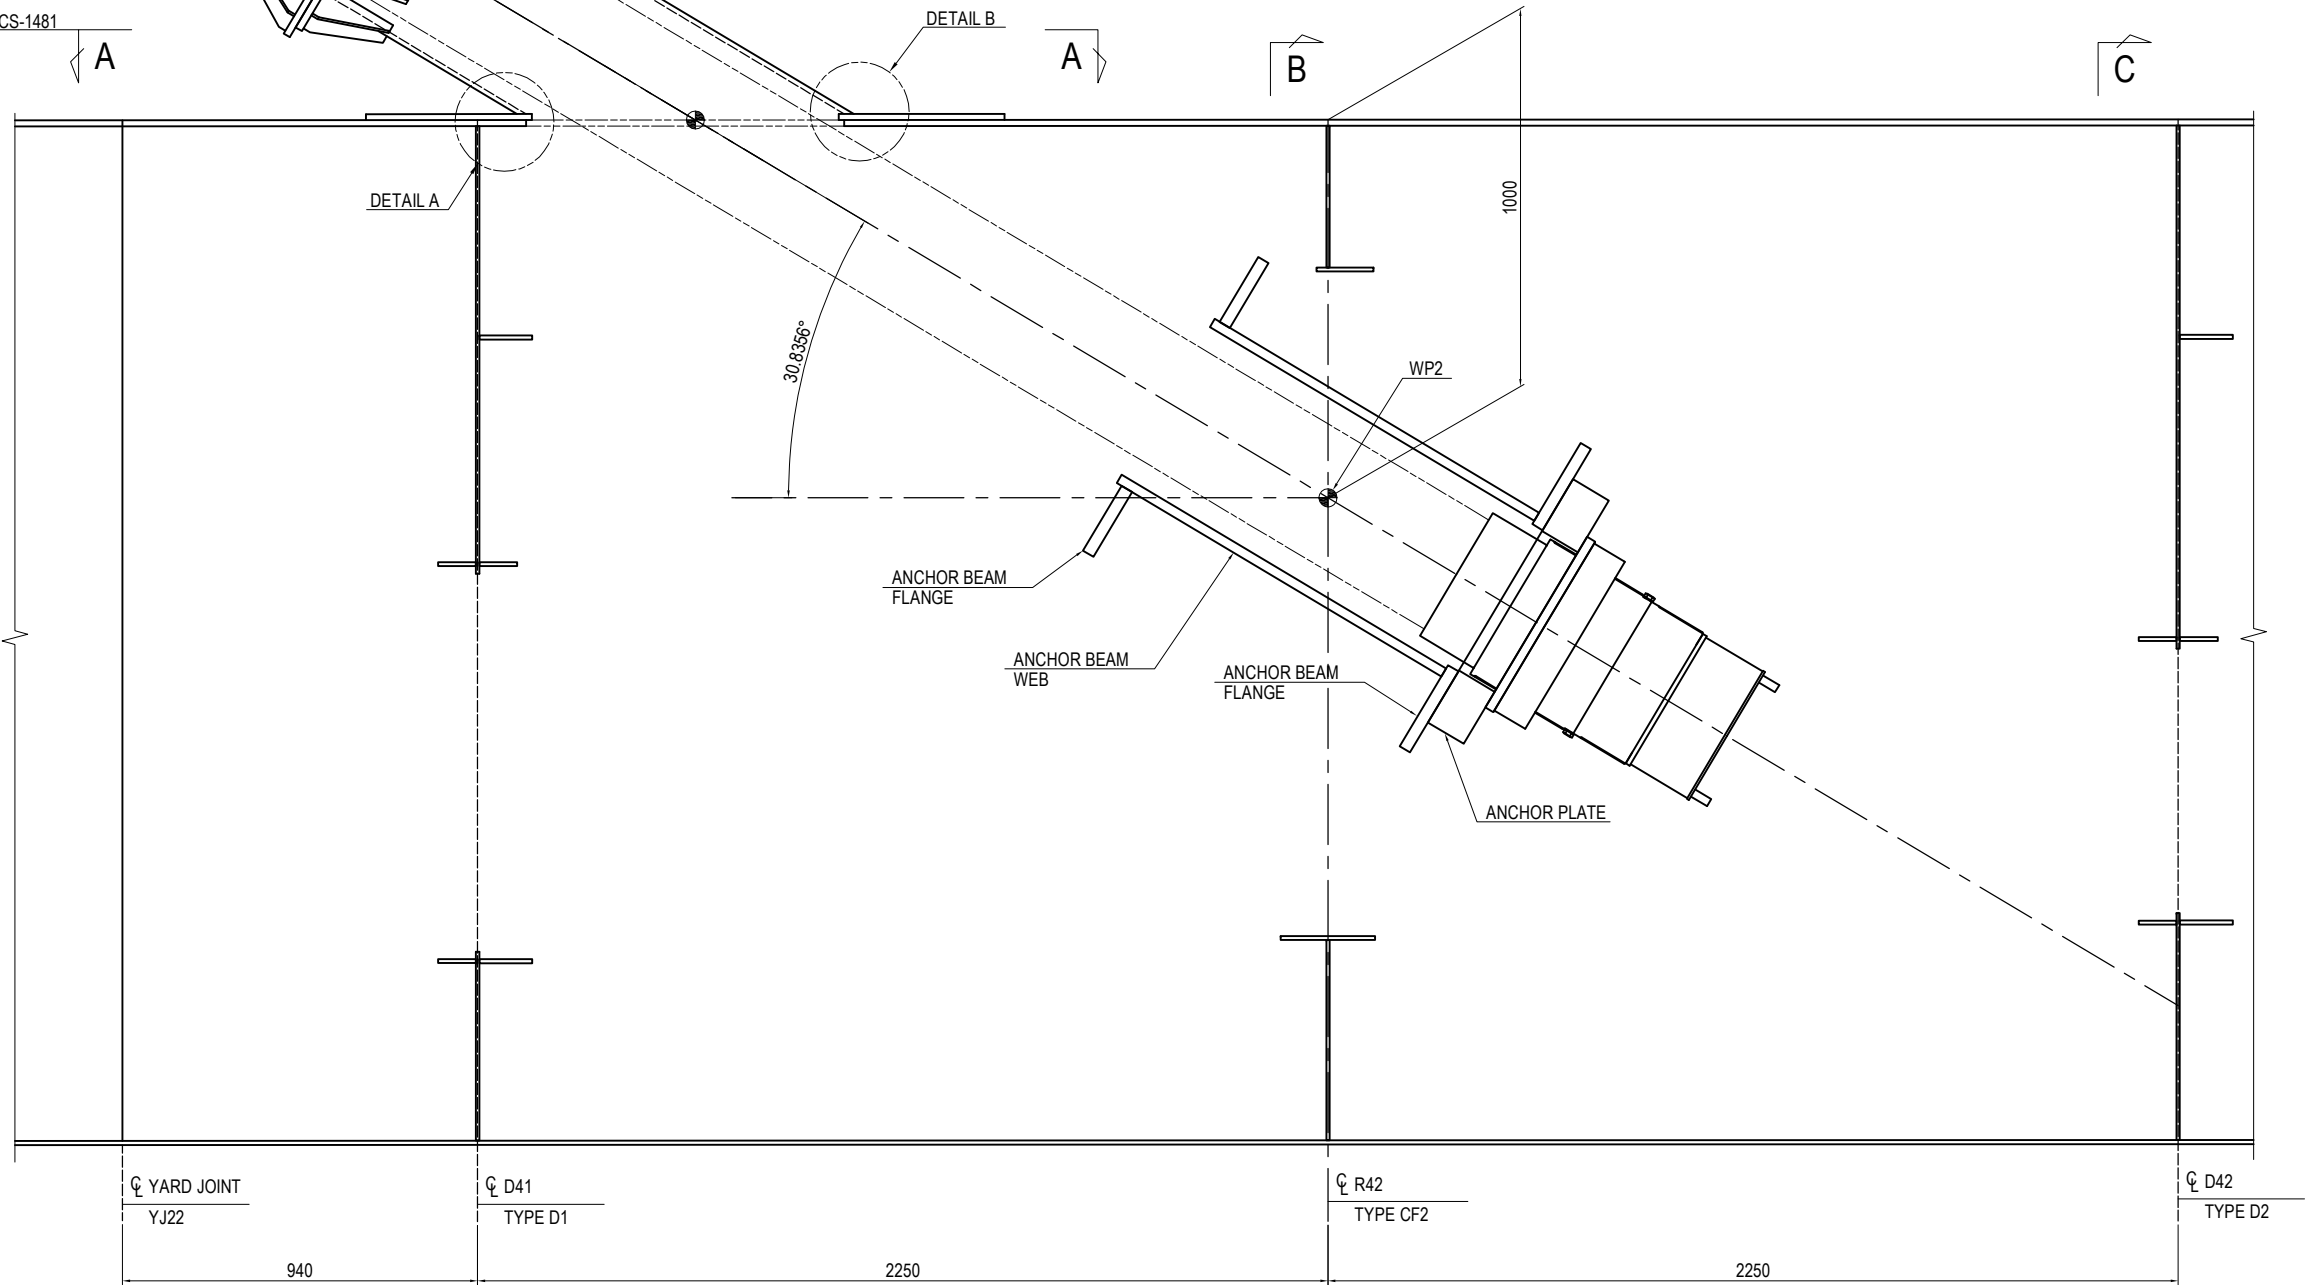 CS-1481
DETAIL B
A
A
B
C
DETAIL A
1000
30.8356°
WP2
ANCHOR BEAM
FLANGE
ANCHOR BEAM
WEB
ANCHOR BEAM
FLANGE
ANCHOR PLATE
℄ YARD JOINT
YJ22
℄ D41
TYPE D1
℄ R42
TYPE CF2
℄ D42
TYPE D2
940
2250
2250